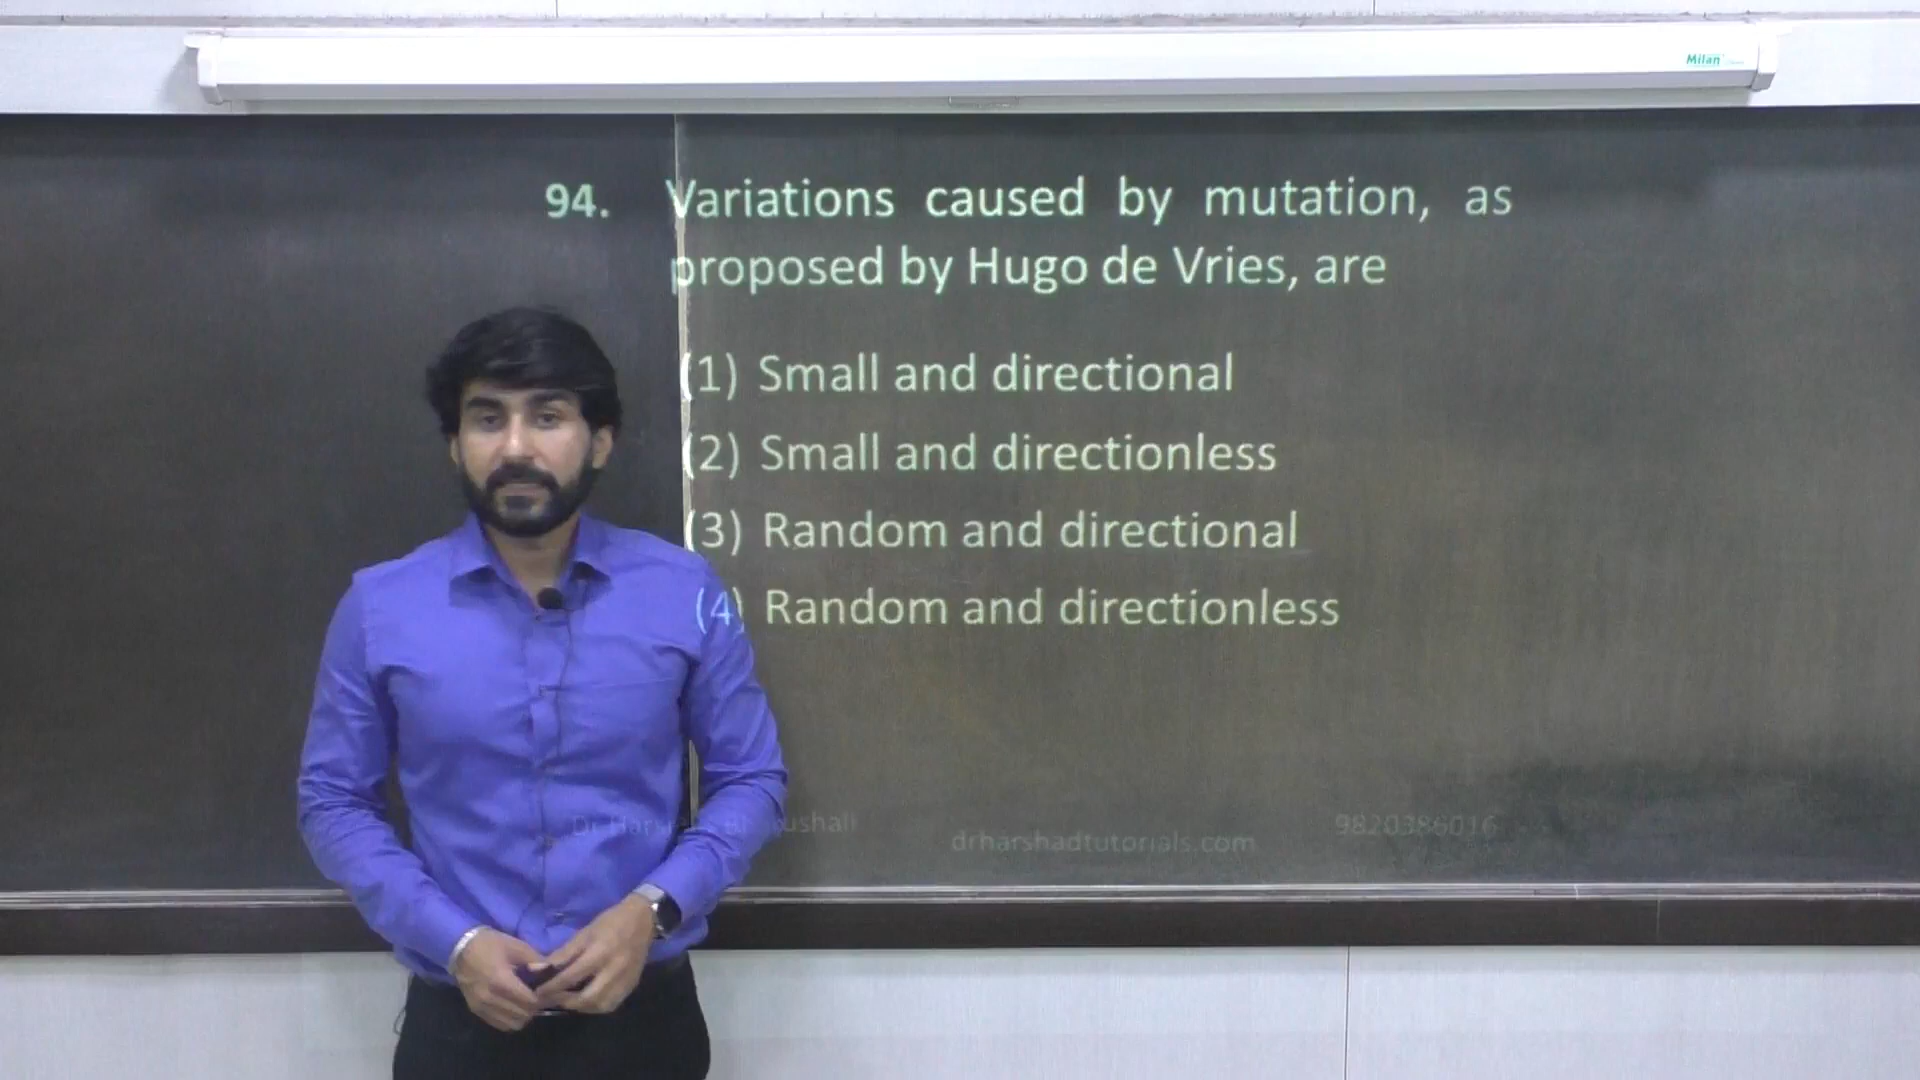 Milan
94. Variations caused by mutation, as
proposed by Hugo de Vries, are
(1) Small and directional
(2) Small and directionless
(3) Random and directional
(4) Random and directionless
Dr
9820386016
drharshadtutorials.com